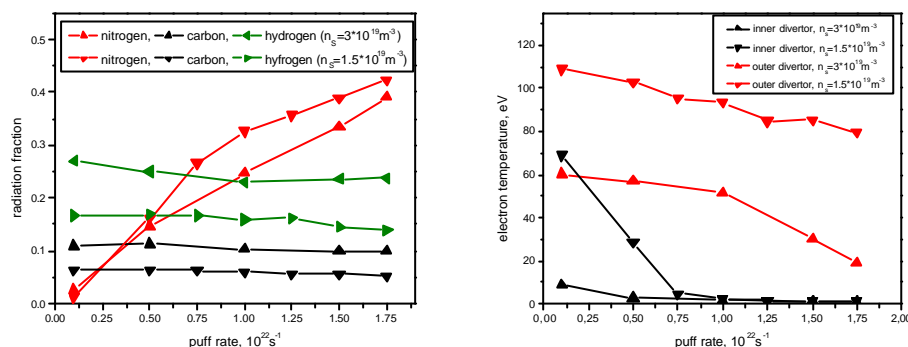 0.5
0.4
0.3
0.2
0.1
0.0
radiation fraction
nitrogen, carbon, hydrogen (nS=3*10^19m^-3)
nitrogen, carbon, hyfrogen (nS=1.5*10^19m^-3)
0,00 0.25 0.50 0.75 1.00 1.25 1.50 1.75
puff rate, 10^22s^-1
120
100
80
60
40
20
0
electron temperature, eV
inner divertor, ns=3*10^19m^-3
inner divertor, ns=1.5*10^19m^-3
outer divertor, ns=3*10^19m^-3
outer divertor, ns=1.5*10^19m^-3
0,00 0,25 0,50 0,75 1,00 1,25 1,50 1,75 2,00
puff rate, 10^22s^-1